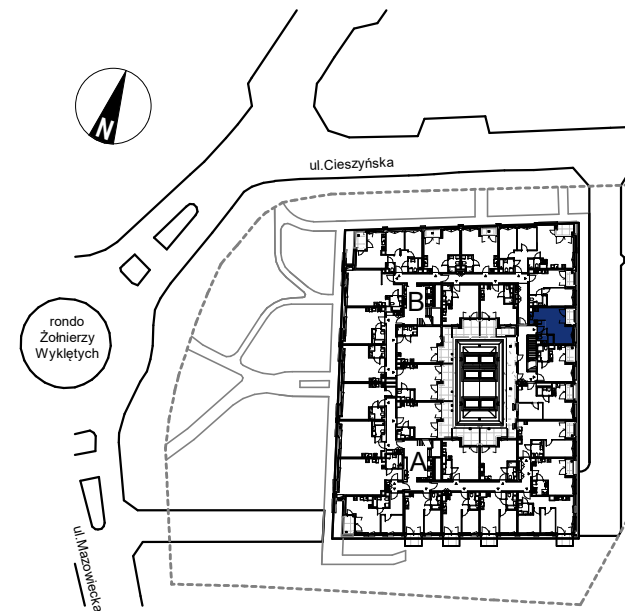 N
ul.Cieszyńska
B
rondo
Żołnierzy
Wyklętych
A
ul.Mazowiecka